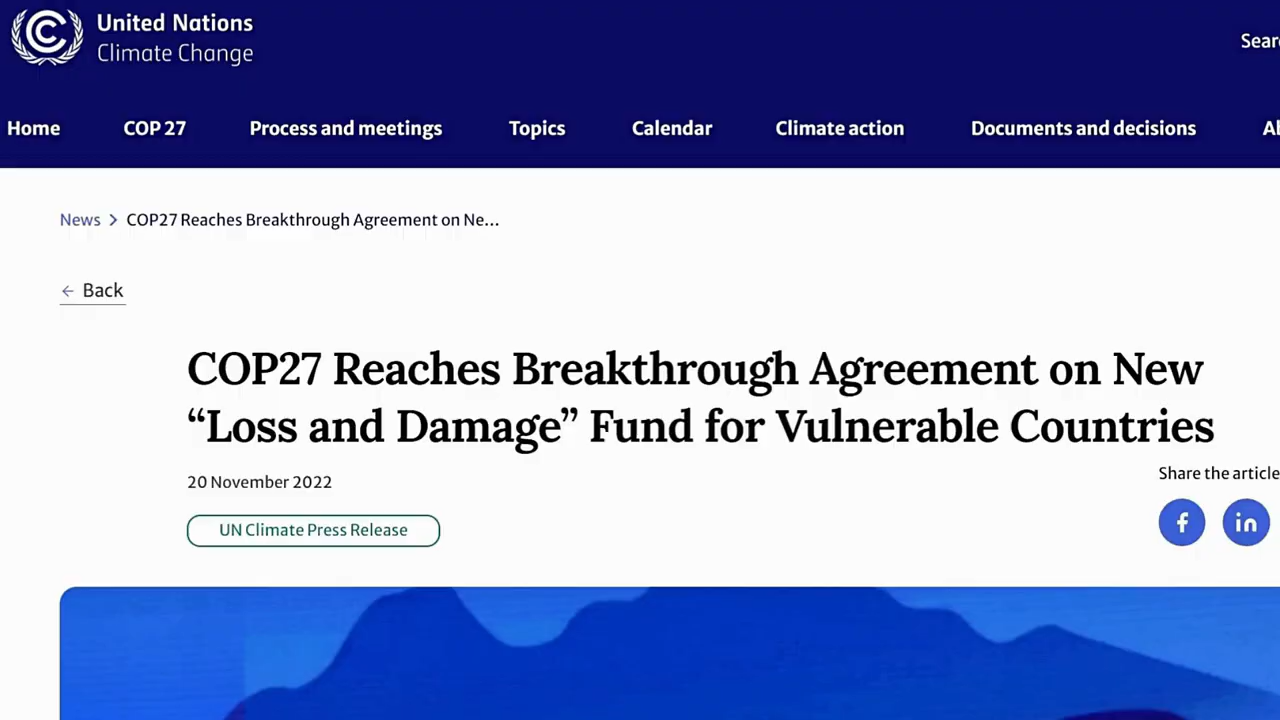 United Nations
Climate Change
Home COP 27 Process and meetings Topics Calendar Climate action Documents and decisions
News > COP27 Reaches Breakthrough Agreement on Ne...
← Back
COP27 Reaches Breakthrough Agreement on New
“Loss and Damage” Fund for Vulnerable Countries
20 November 2022
Share the article
UN Climate Press Release